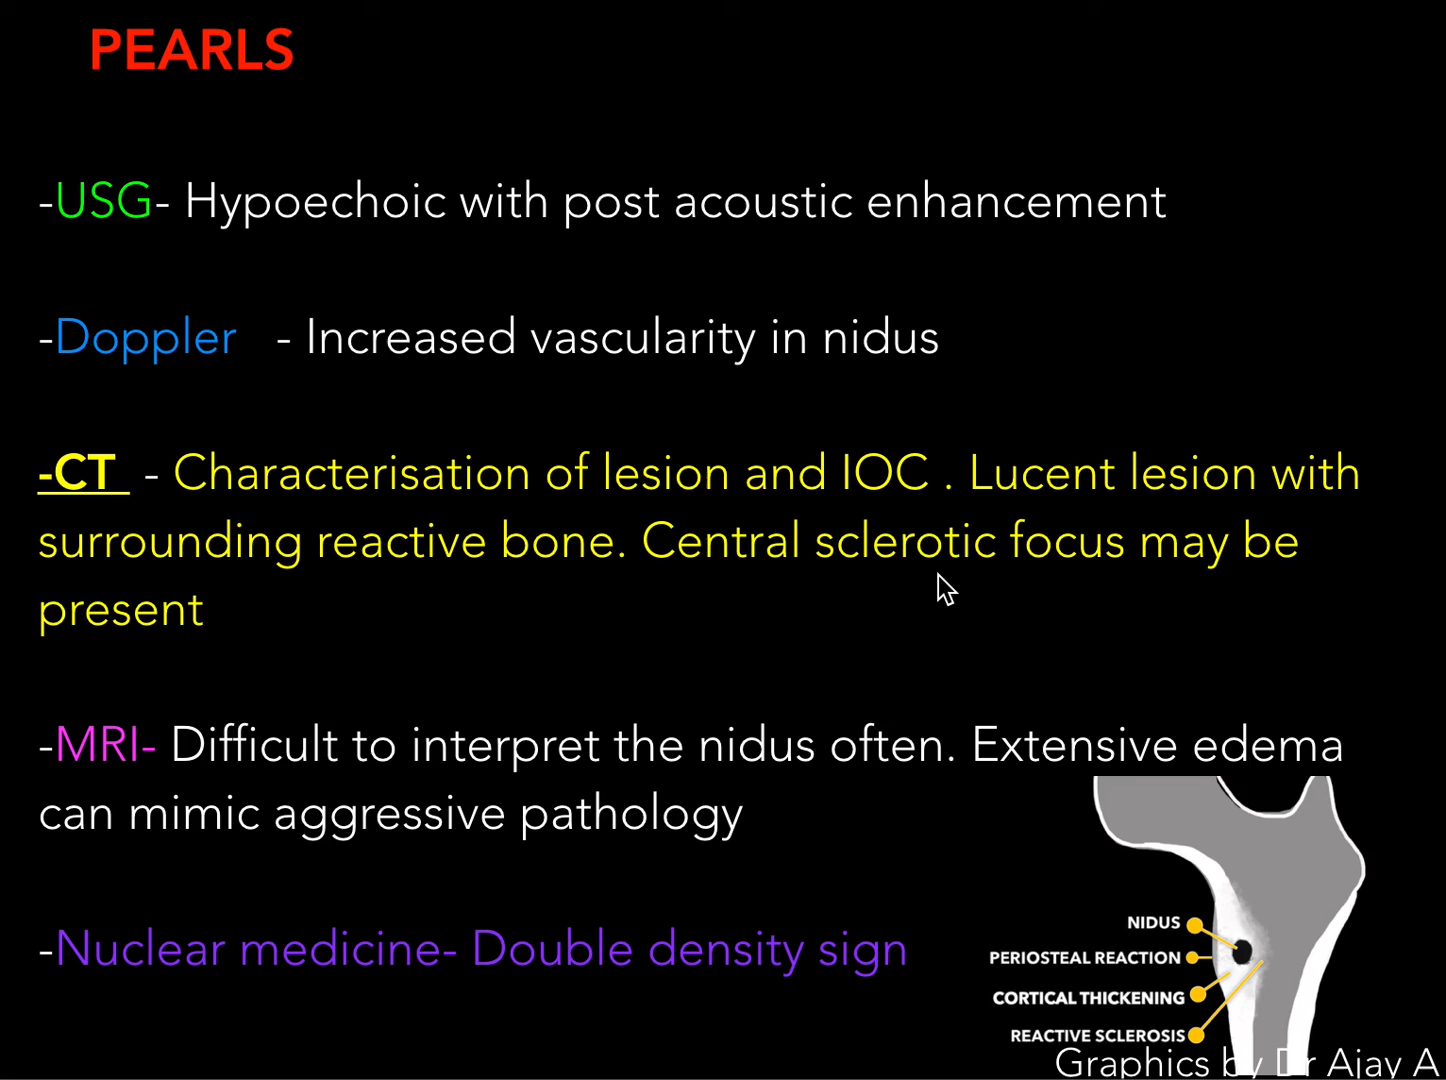 PEARLS
-USG- Hypoechoic with post acoustic enhancement
-Doppler - Increased vascularity in nidus
-CT - Characterisation of lesion and IOC . Lucent lesion with
surrounding reactive bone. Central sclerotic focus may be
present
-MRI- Difficult to interpret the nidus often. Extensive edema
can mimic aggressive pathology
-Nuclear medicine- Double density sign
NIDUS
PERIOSTEAL REACTION
CORTICAL THICKENING
REACTIVE SCLEROSIS
Graphics by Dr Ajay A